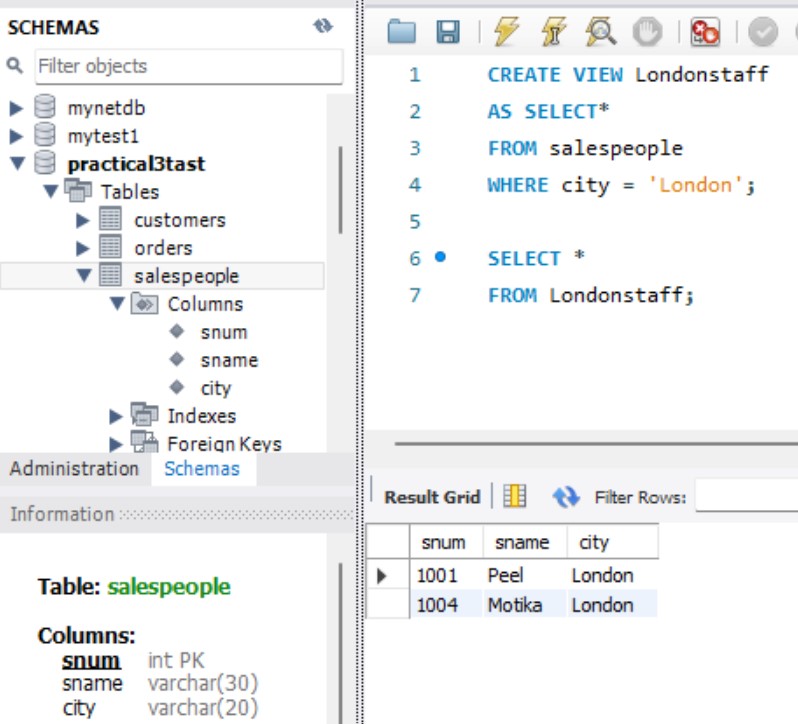 SCHEMAS
Filter objects
mynetdb
mytest1
practical3tast
Tables
customers
orders
salespeople
Columns
snum
sname
city
Indexes
Foreign Keys
Administration Schemas
Information
Table: salespeople
Columns:
snum int PK
sname varchar(30)
city varchar(20)
1 CREATE VIEW Londonstaff
2 AS SELECT*
3 FROM salespeople
4 WHERE city = 'London';
5
6 SELECT *
7 FROM Londonstaff;
Result Grid Filter Rows:
snum sname city
1001 Peel London
1004 Motika London